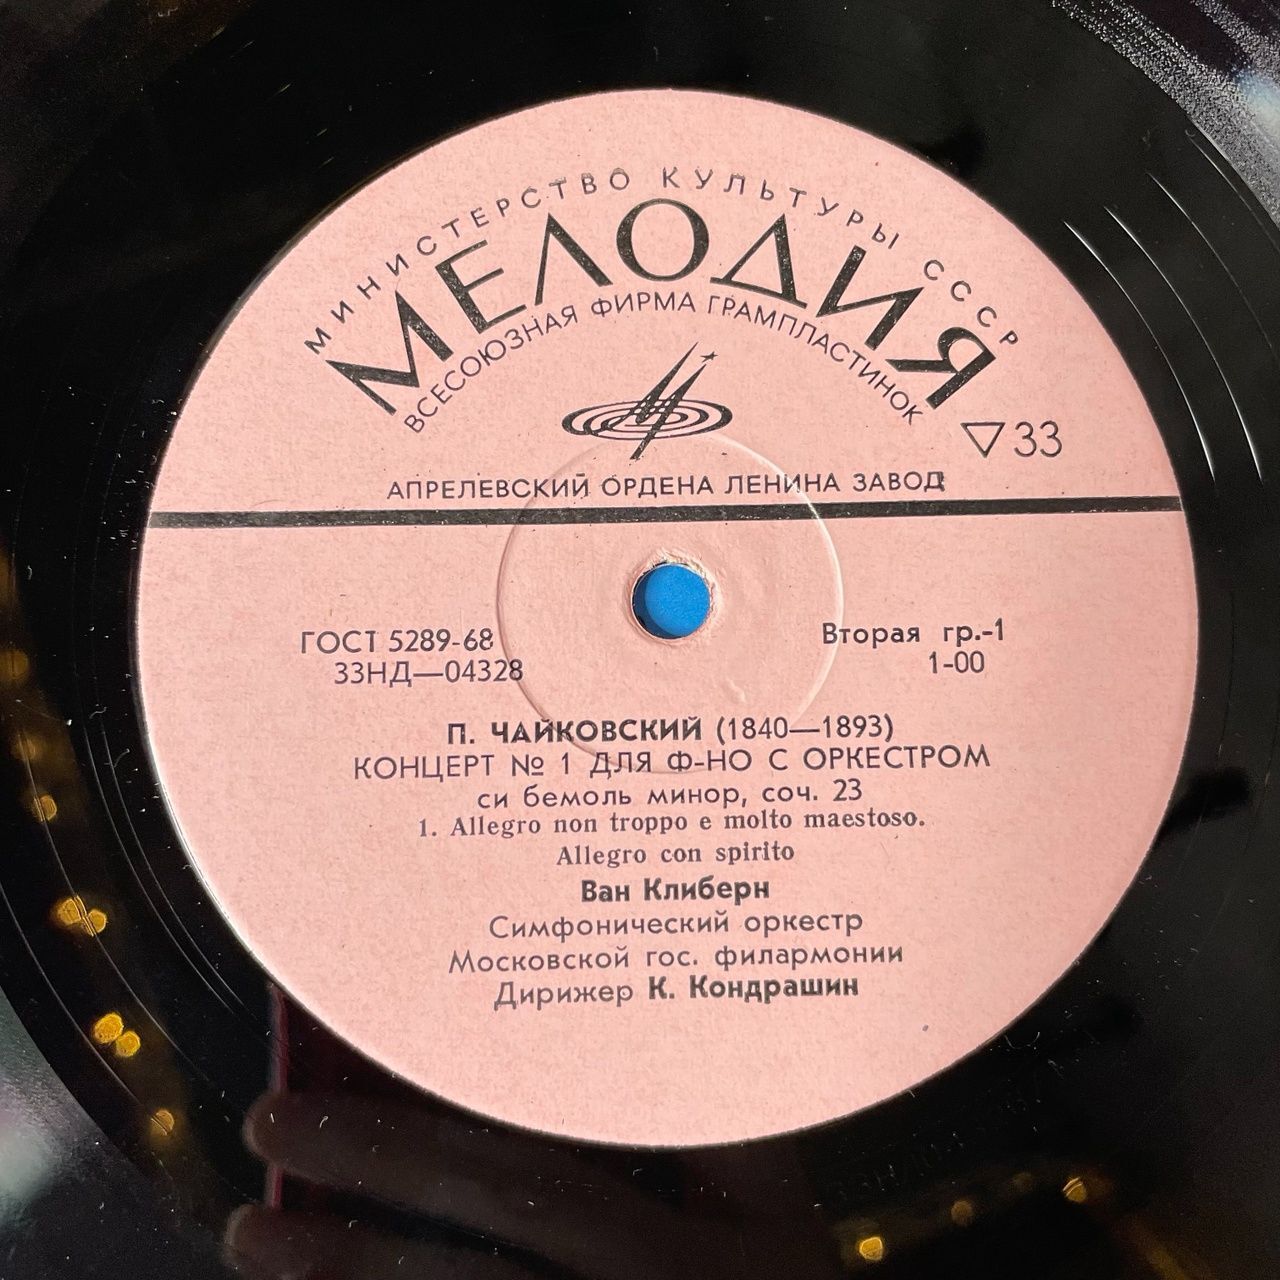 МИНИСТЕРСТВО КУЛЬТУРЫ СССР
МЕЛОДИЯ
ВСЕСОЮЗНАЯ ФИРМА ГРАМПЛАСТИНОК
▽33
АПРЕЛЕВСКИЙ ОРДЕНА ЛЕНИНА ЗАВОД
ГОСТ 5289-68
33НД—04328
Вторая гр.-1
1-00
П. ЧАЙКОВСКИЙ (1840—1893)
КОНЦЕРТ № 1 ДЛЯ Ф-НО С ОРКЕСТРОМ
си бемоль минор, соч. 23
1. Allegro non troppo e molto maestoso.
Allegro con spirito
Ван Клиберн
Симфонический оркестр
Московской гос. филармонии
Дирижер К. Кондрашин